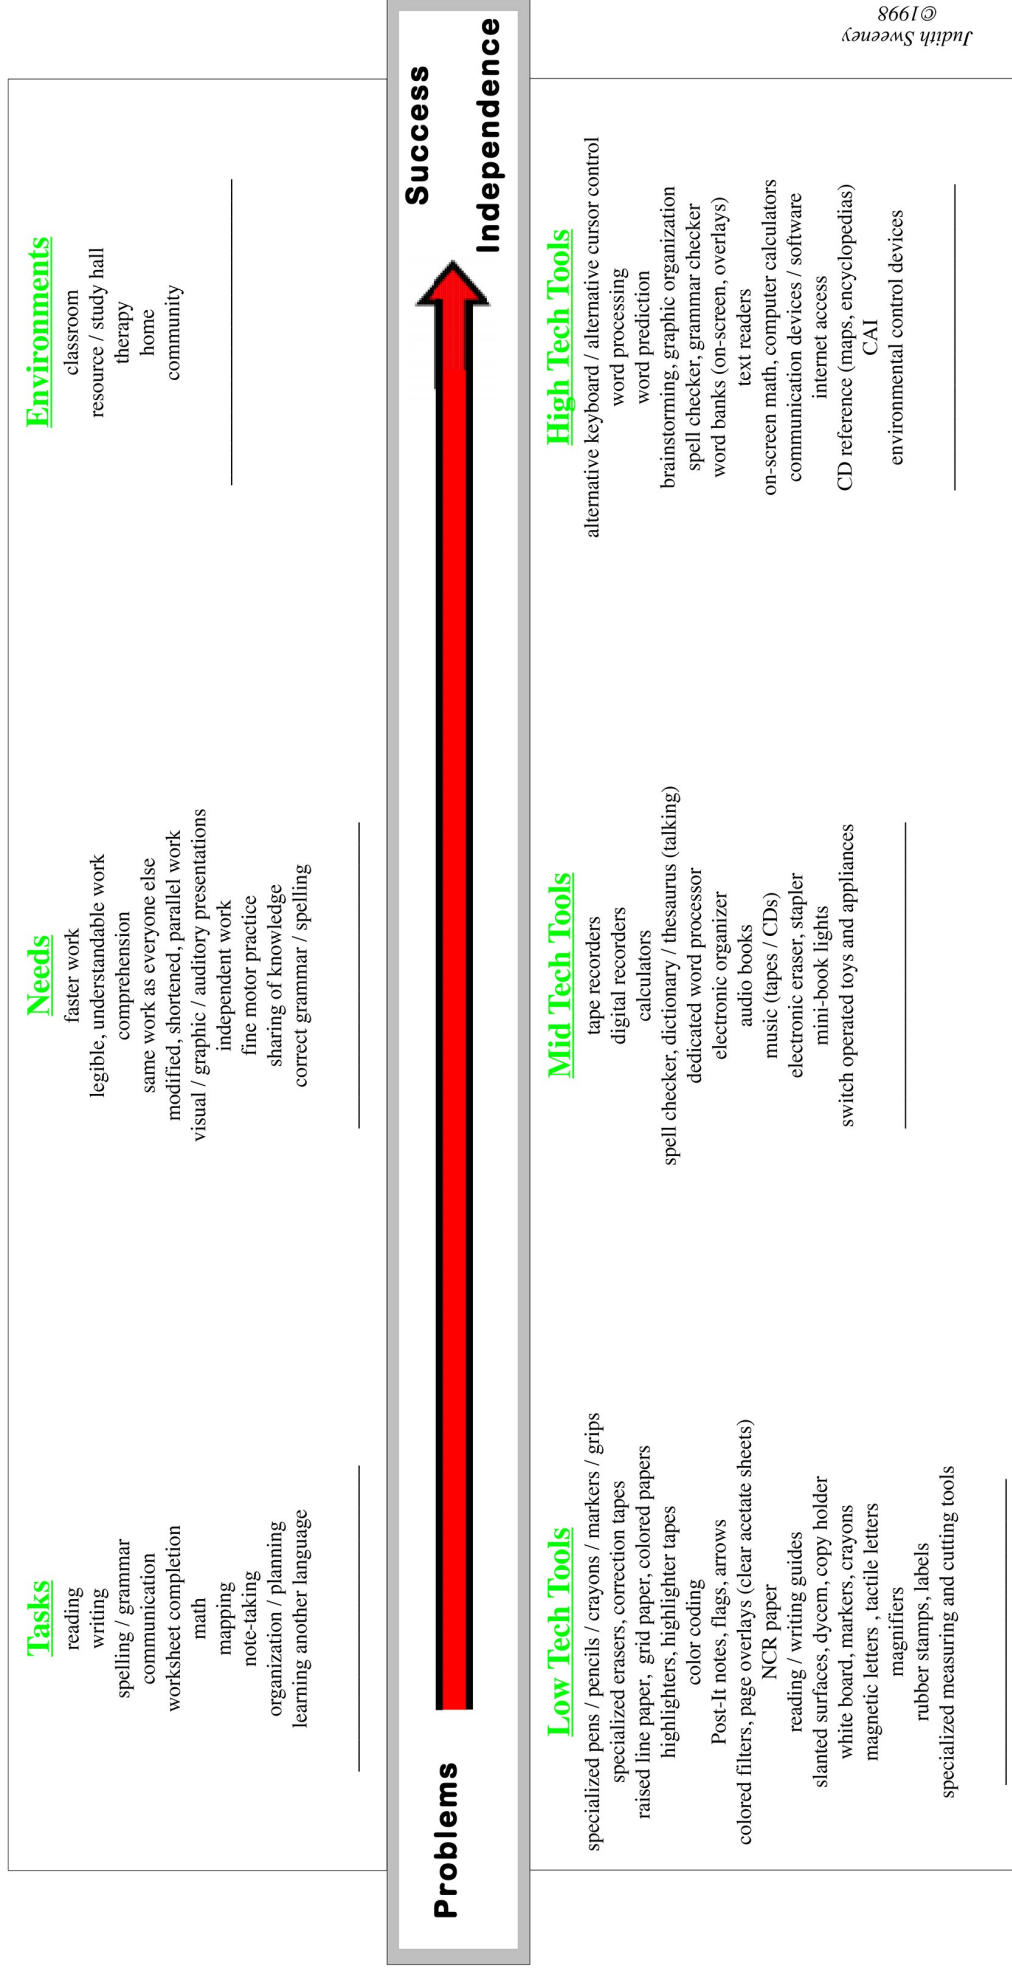 Tasks
reading
writing
spelling / grammar
communication
worksheet completion
math
mapping
note-taking
organization / planning
learning another language
Needs
faster work
legible, understandable work
comprehension
same work as everyone else
modified, shortened, parallel work
visual / graphic / auditory presentations
independent work
fine motor practice
sharing of knowledge
correct grammar / spelling
Environments
classroom
resource / study hall
therapy
home
community
Problems
Success
Independence
Low Tech Tools
specialized pens / pencils / crayons / markers / grips
specialized erasers, correction tapes
raised line paper, grid paper, colored papers
highlighters, highlighter tapes
color coding
Post-It notes, flags, arrows
colored filters, page overlays (clear acetate sheets)
NCR paper
reading / writing guides
slanted surfaces, dycem, copy holder
white board, markers, crayons
magnetic letters , tactile letters
magnifiers
rubber stamps, labels
specialized measuring and cutting tools
Mid Tech Tools
tape recorders
digital recorders
calculators
spell checker, dictionary / thesaurus (talking)
dedicated word processor
electronic organizer
audio books
music (tapes / CDs)
electronic eraser, stapler
mini-book lights
switch operated toys and appliances
High Tech Tools
alternative keyboard / alternative cursor control
word processing
word prediction
brainstorming, graphic organization
spell checker, grammar checker
word banks (on-screen, overlays)
text readers
on-screen math, computer calculators
communication devices / software
internet access
CD reference (maps, encyclopedias)
CAI
environmental control devices
Judith Sweeney
©1998